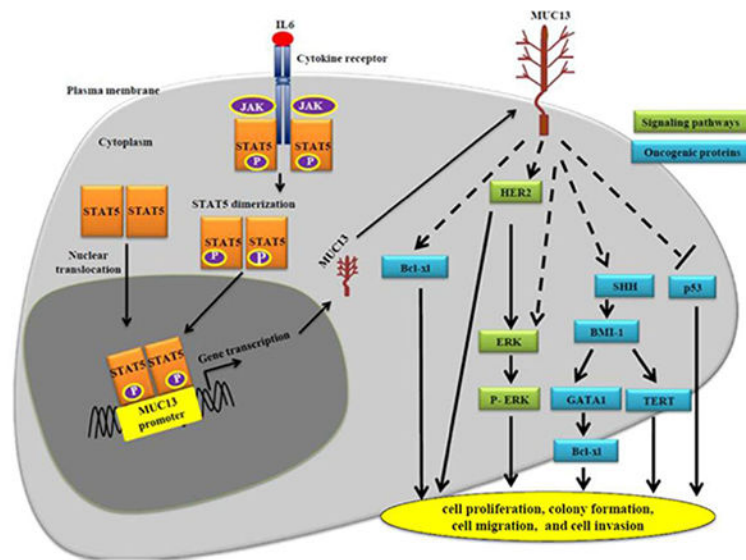 IL6
MUC13
Cytokine receptor
Plasma membrane
JAK
JAK
Signaling pathways
Cytoplasm
STAT5
STAT5
P
P
Oncogenic proteins
STAT5
STAT5
STAT5 dimerization
HER2
Nuclear
translocation
STAT5
STAT5
P
P
MUC13
Bcl-xl
SHH
p53
STAT5
STAT5
P
P
Gene transcription
ERK
BMI-1
MUC13
promoter
P- ERK
GATA1
TERT
Bcl-xl
cell proliferation, colony formation,
cell migration, and cell invasion